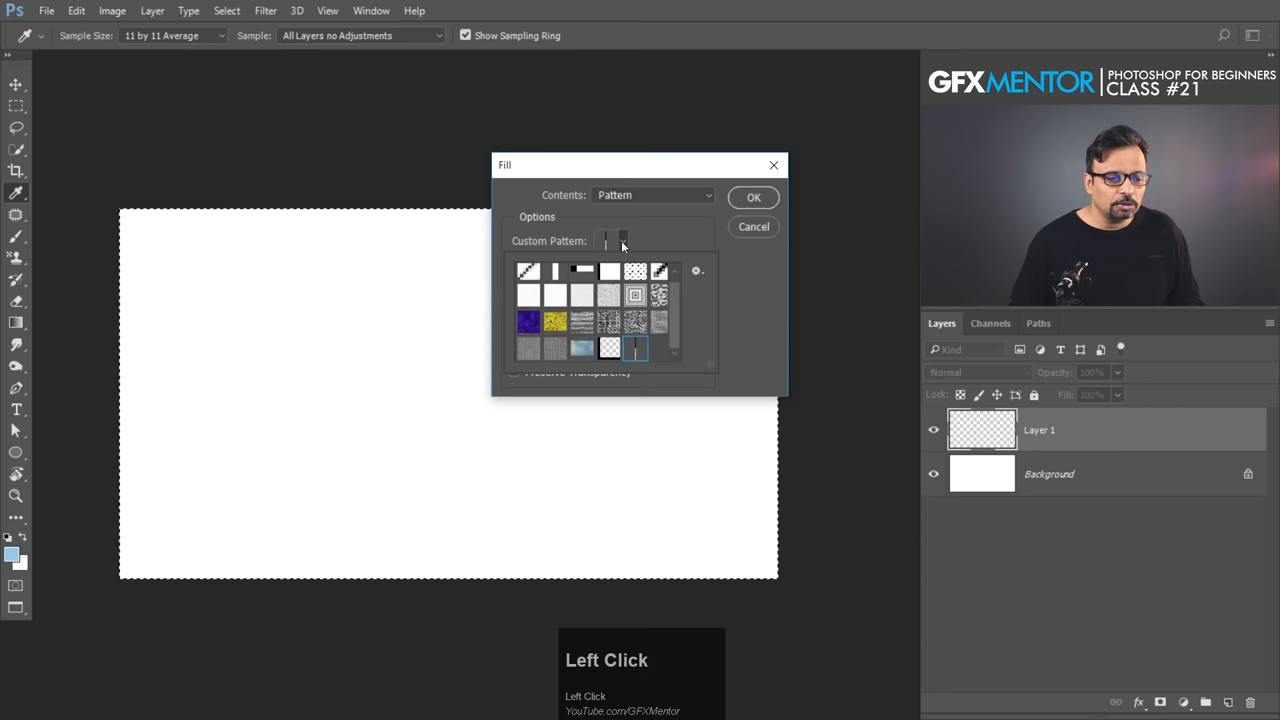 Ps File Edit Image Layer Type Select Filter 3D View Window Help
Sample Size: 11 by 11 Average Sample: All Layers no Adjustments Show Sampling Ring
GFXMENTOR
PHOTOSHOP FOR BEGINNERS
CLASS #21
Fill
Contents: Pattern
OK
Options
Cancel
Custom Pattern:
Preserve Transparency
Layers Channels Paths
Kind
Normal Opacity: 100%
Lock: Fill: 100%
Layer 1
Background
fx
Left Click
Left Click
YouTube.com/GFXMentor